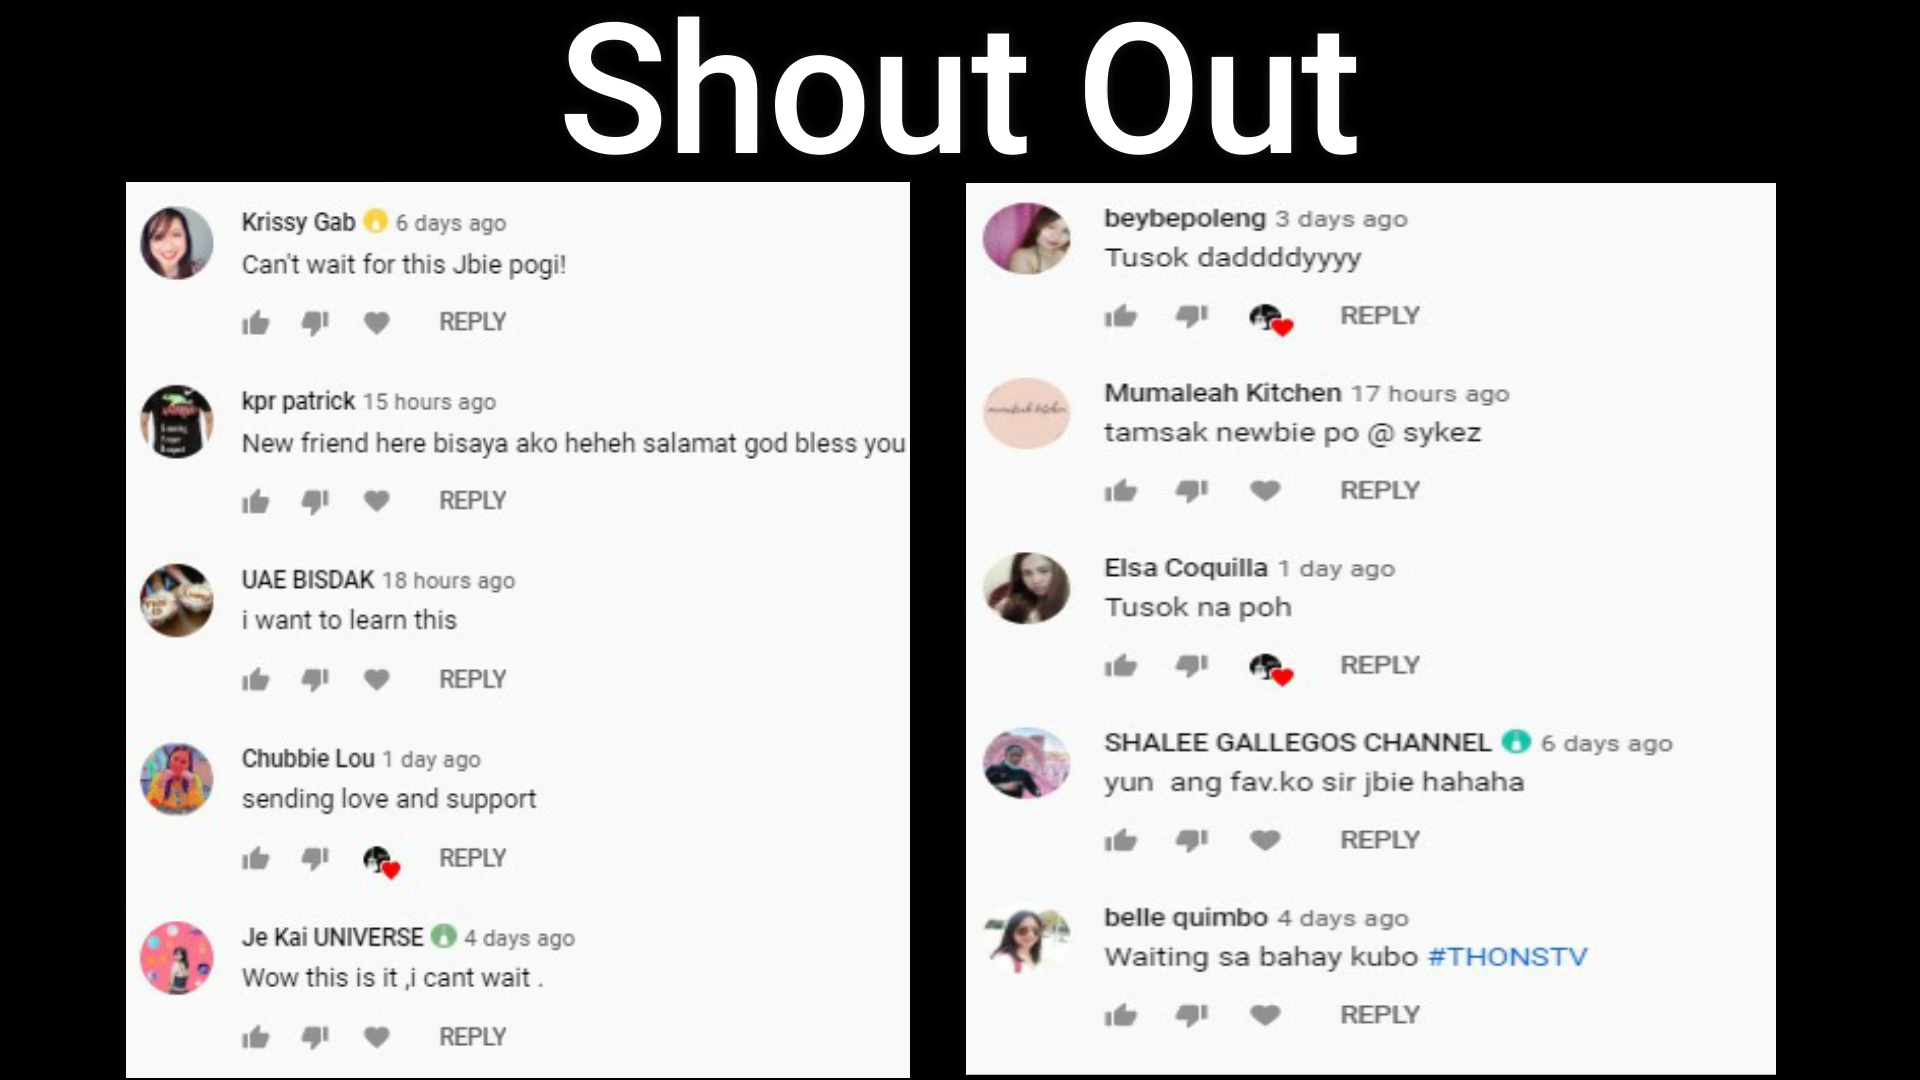 Shout Out
Krissy Gab 6 days ago
Can't wait for this Jbie pogi!
REPLY
kpr patrick 15 hours ago
New friend here bisaya ako heheh salamat god bless you
REPLY
UAE BISDAK 18 hours ago
i want to learn this
REPLY
Chubbie Lou 1 day ago
sending love and support
REPLY
Je Kai UNIVERSE 4 days ago
Wow this is it ,i cant wait .
REPLY
beybepoleng 3 days ago
Tusok daddddyyyy
REPLY
Mumaleah Kitchen 17 hours ago
tamsak newbie po @ sykez
REPLY
Elsa Coquilla 1 day ago
Tusok na poh
REPLY
SHALEE GALLEGOS CHANNEL 6 days ago
yun  ang fav.ko sir jbie hahaha
REPLY
belle quimbo 4 days ago
Waiting sa bahay kubo #THONSTV
REPLY